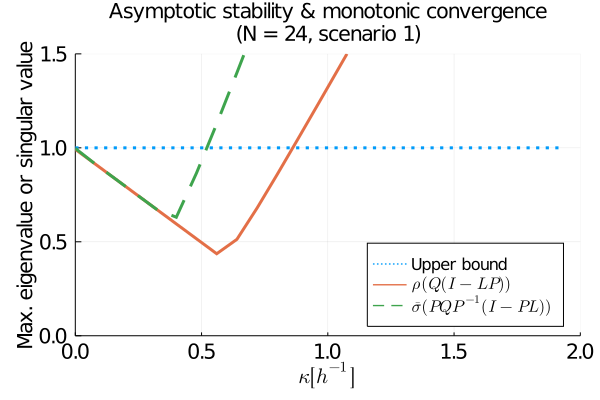 Asymptotic stability & monotonic convergence
(N = 24, scenario 1)
Max. eigenvalue or singular value
1.5
1.0
0.5
0.0
0.0 0.5 1.0 1.5 2.0
κ[h⁻¹]
Upper bound
ρ(Q(I − LP))
σ̄(PQP⁻¹(I − PL))